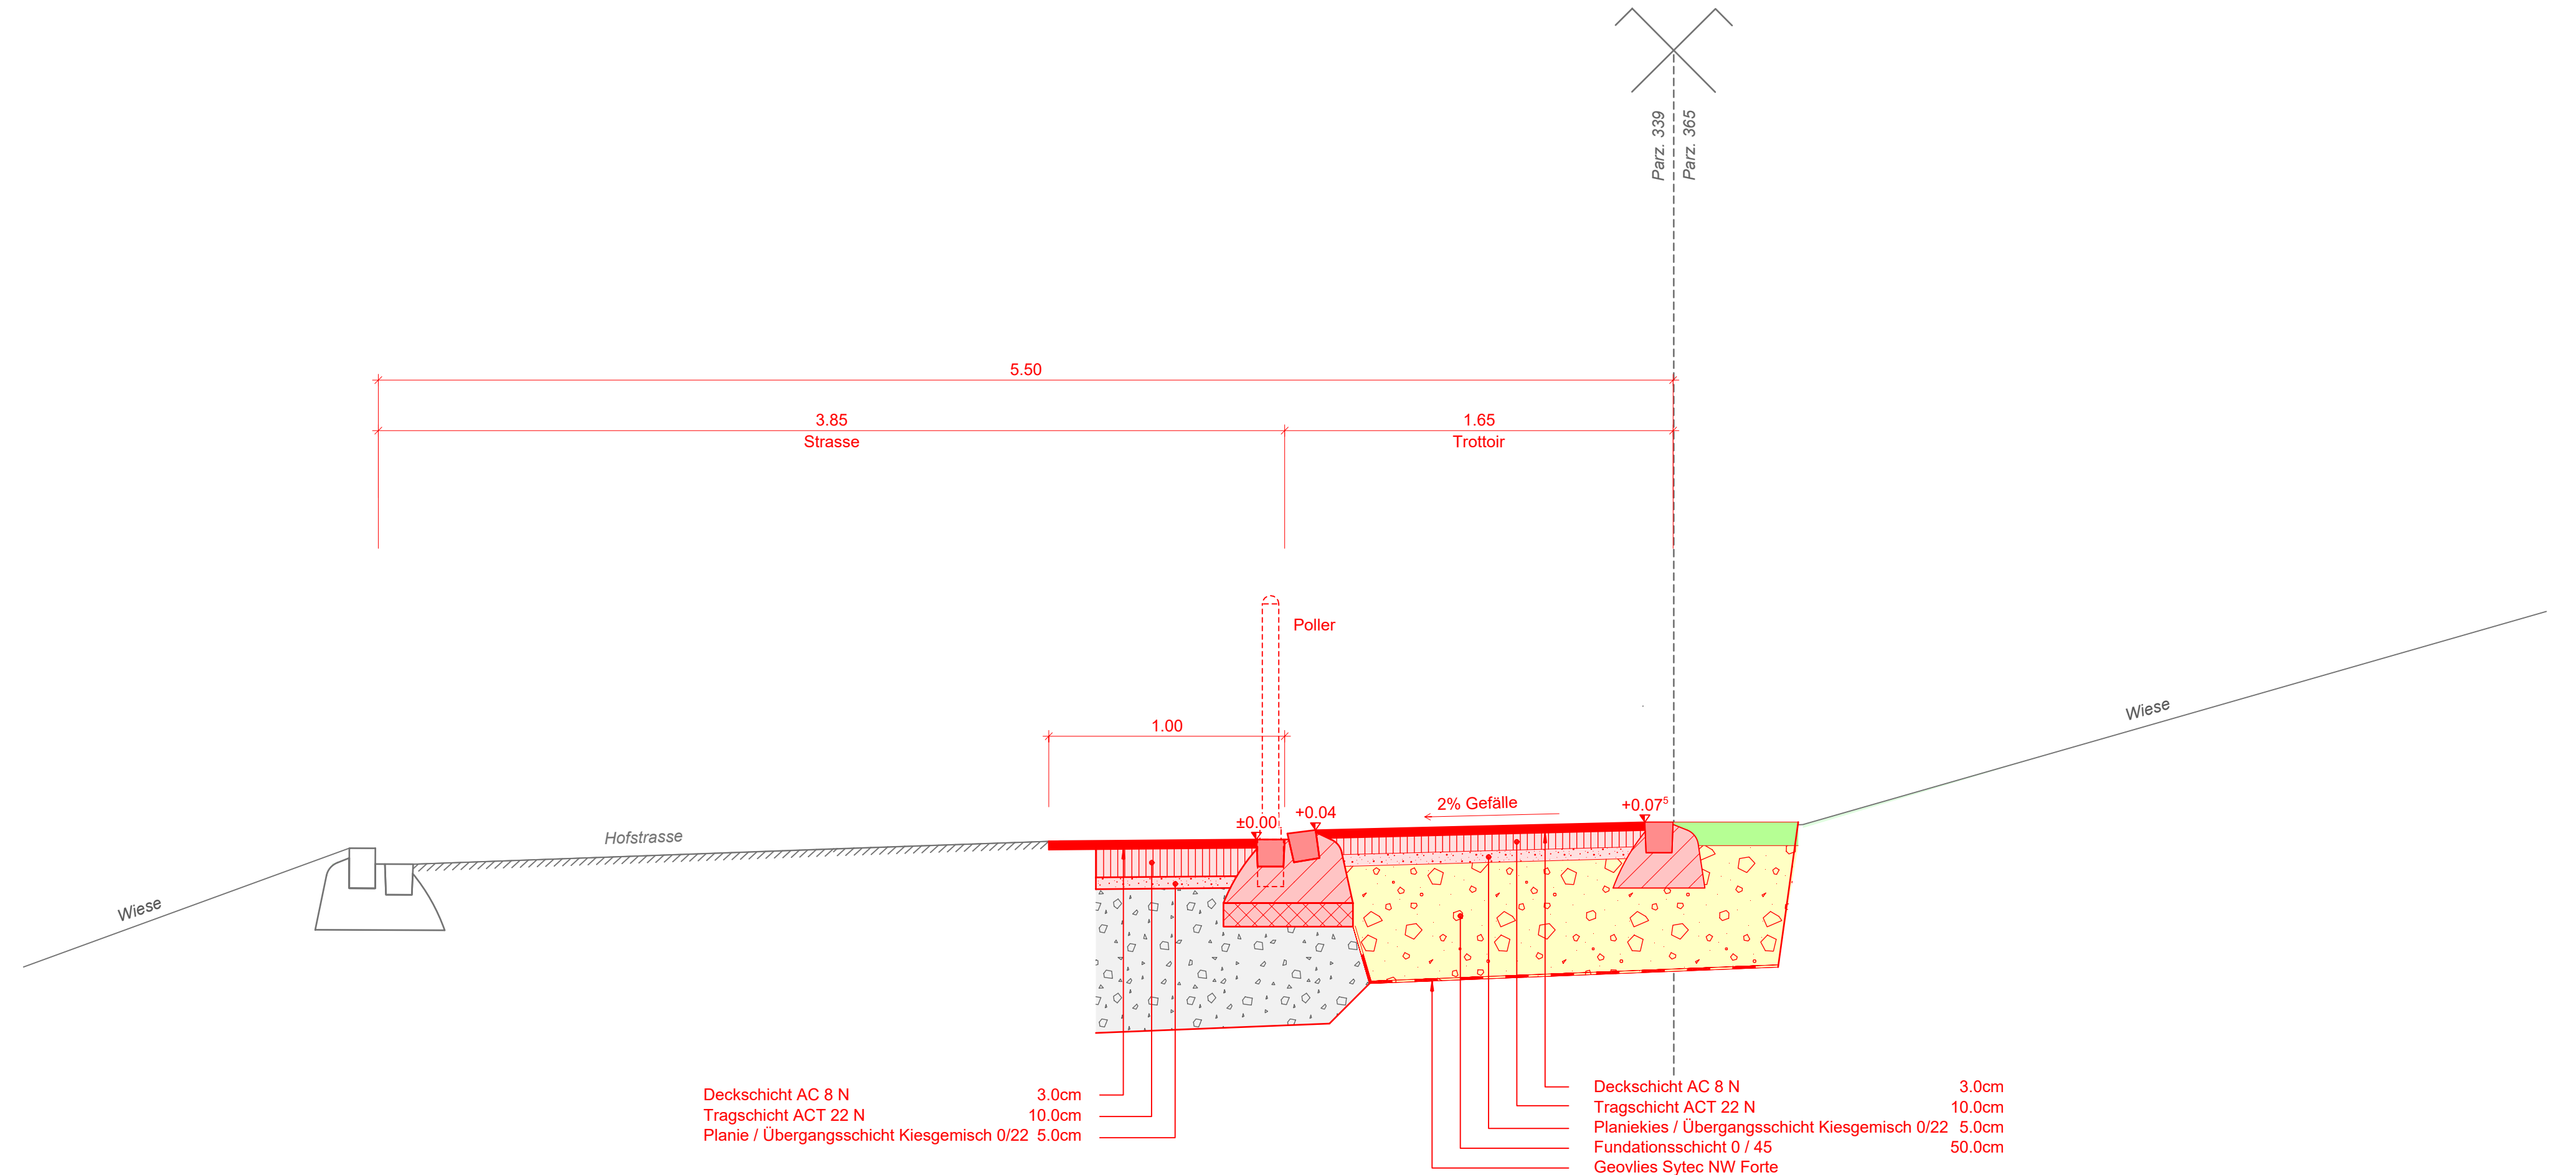 Parz. 339
Parz. 365
5.50
3.85
1.65
Strasse
Trottoir
Poller
1.00
Wiese
2% Gefälle
+0.07⁵
+0.04
±0.00
Hofstrasse
Wiese
Deckschicht AC 8 N 3.0cm
Tragschicht ACT 22 N 10.0cm
Planie / Übergangsschicht Kiesgemisch 0/22 5.0cm
Deckschicht AC 8 N 3.0cm
Tragschicht ACT 22 N 10.0cm
Planiekies / Übergangsschicht Kiesgemisch 0/22 5.0cm
Fundationsschicht 0 / 45 50.0cm
Geovlies Sytec NW Forte